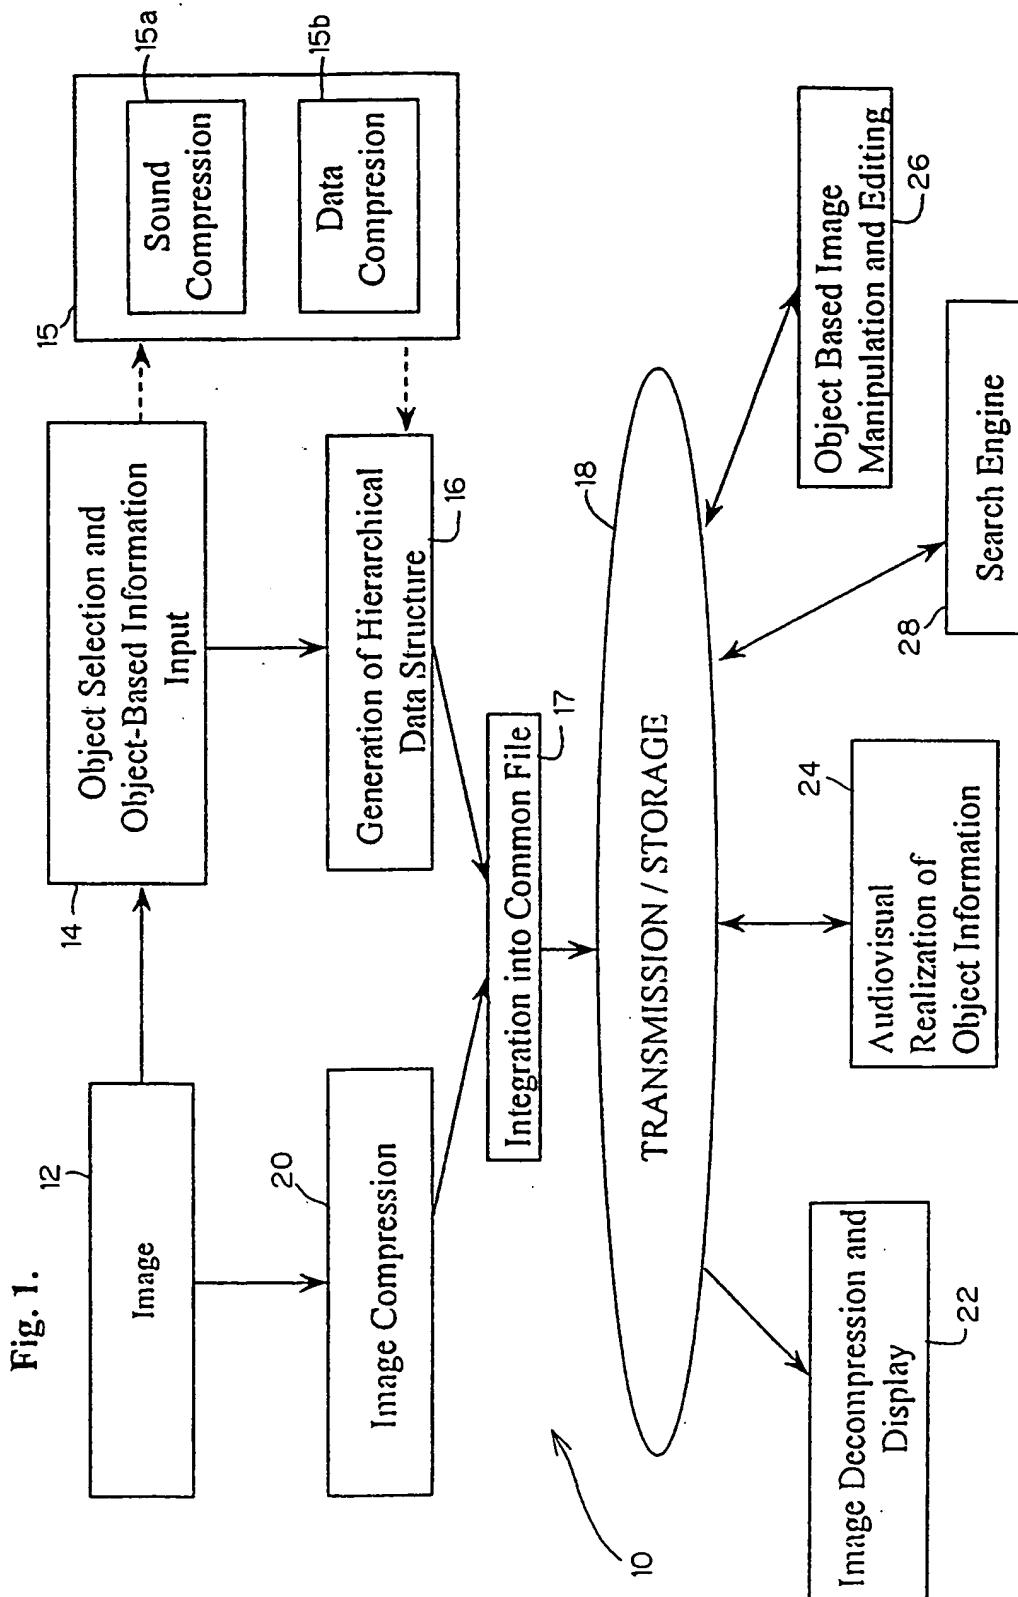 Fig. 1.
10
12
Image
14
Object Selection and
Object-Based Information
Input
15
Sound
Compression
15a
Data
Compresion
15b
20
Image Compression
Generation of Hierarchical
Data Structure
16
Integration into Common File
17
18
TRANSMISSION / STORAGE
Image Decompression and
Display
22
24
Audiovisual
Realization of
Object Information
28
Search Engine
Object Based Image
Manipulation and Editing
26